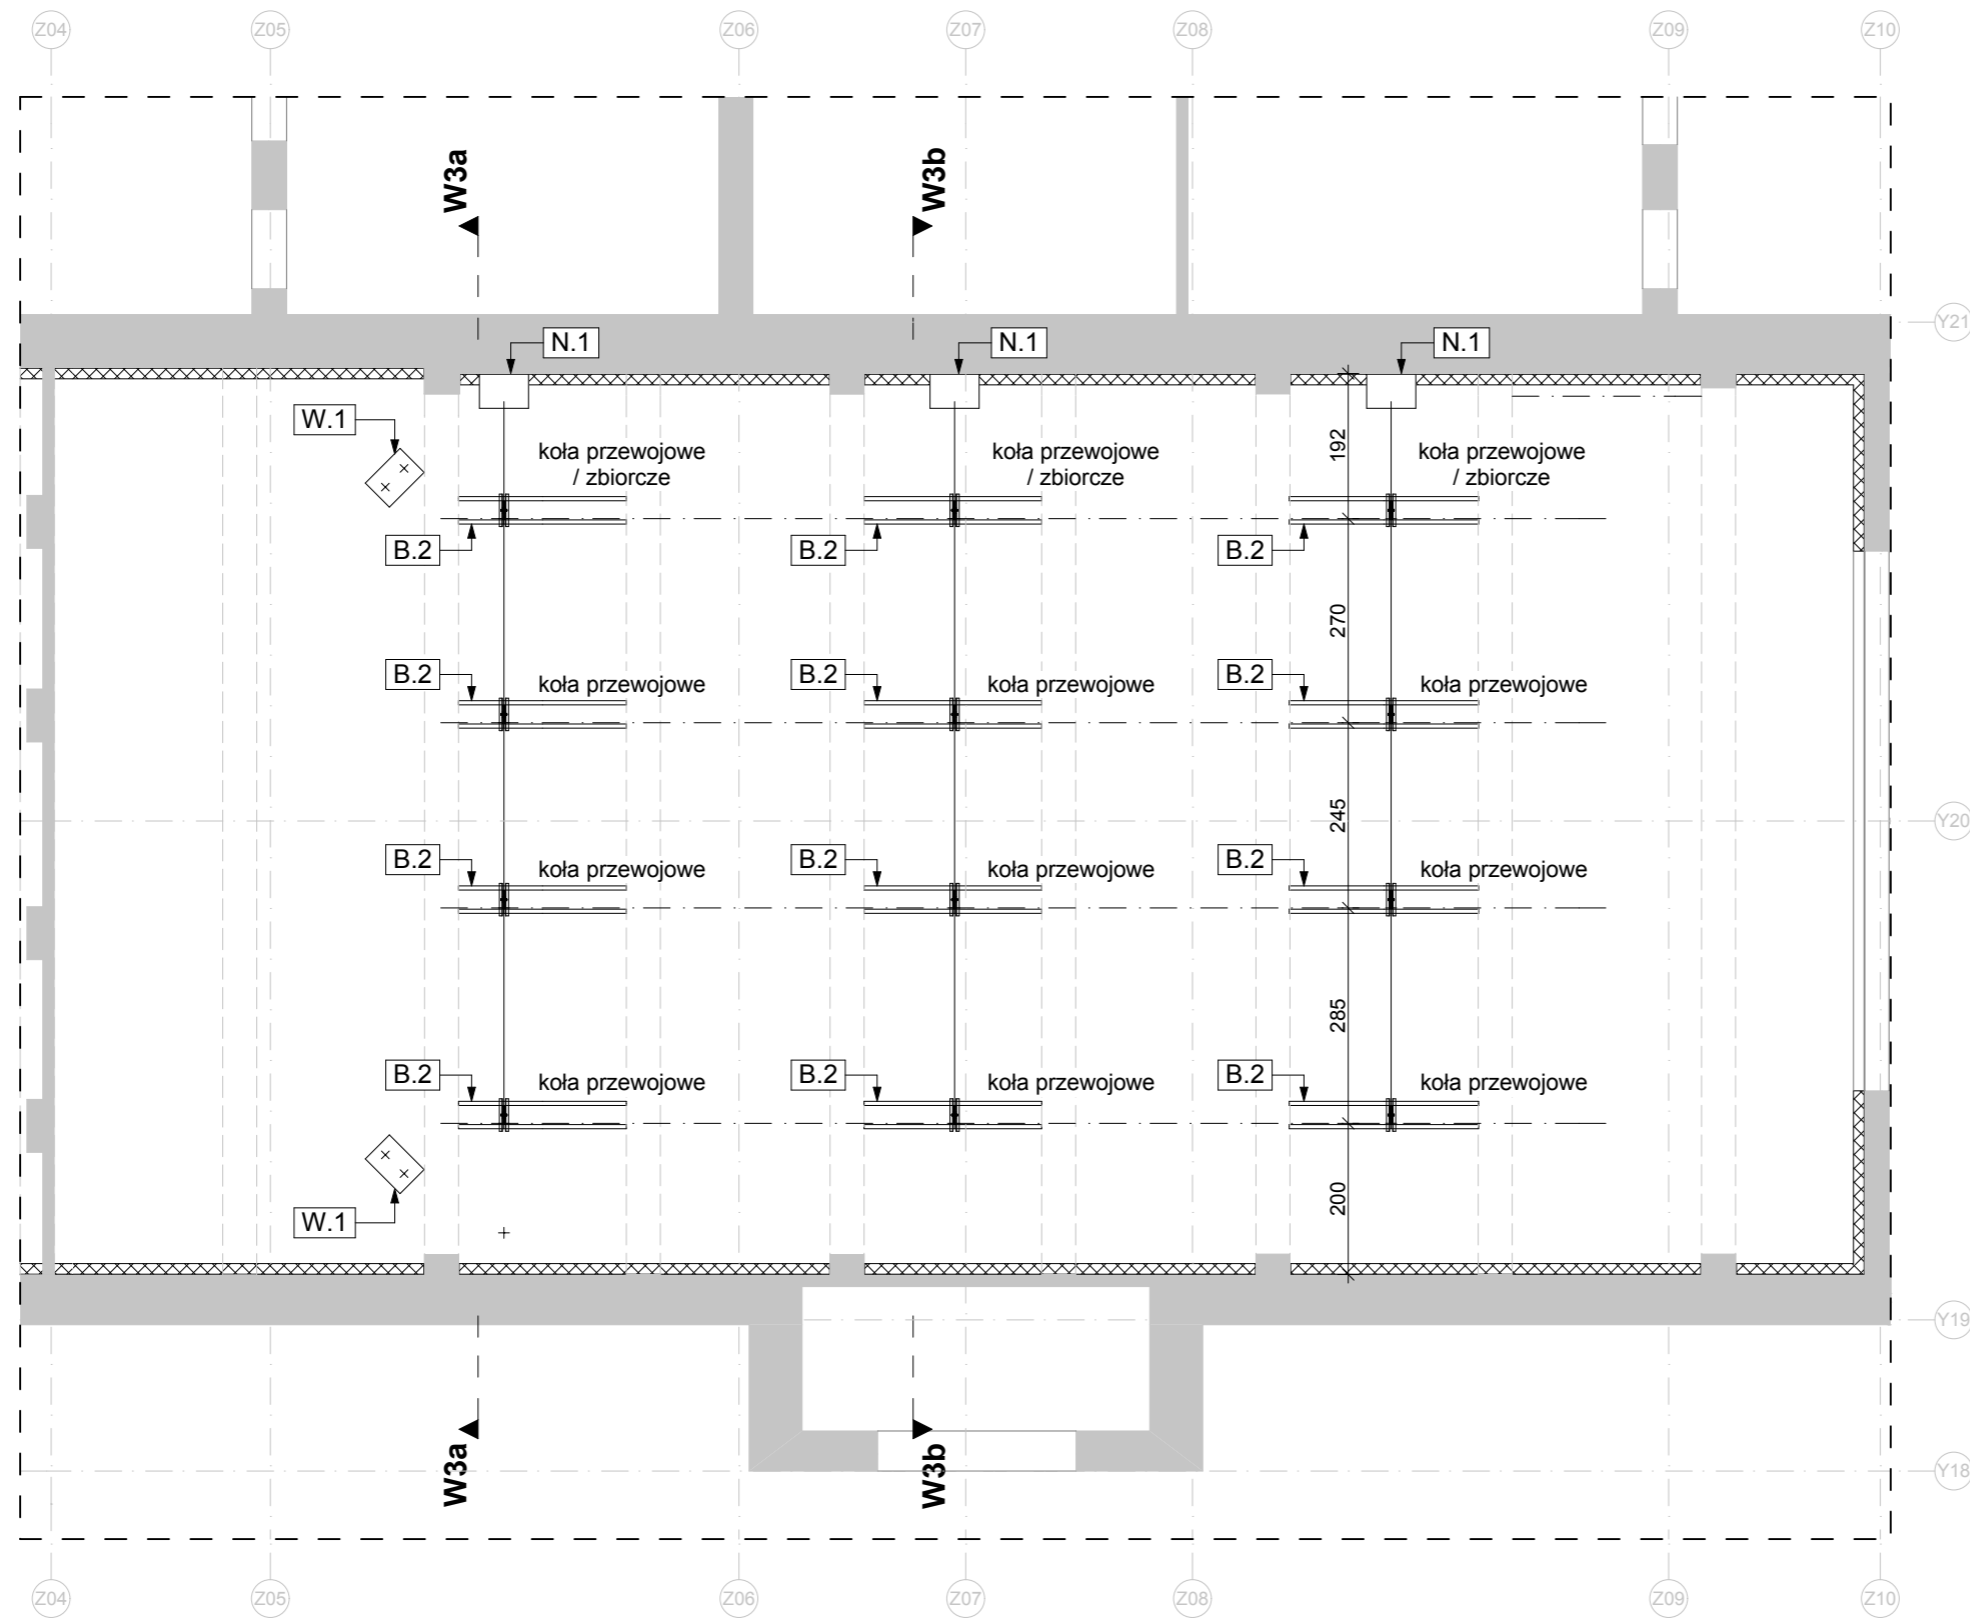 Z04 Z05 Z06 Z07 Z08 Z09 Z10
W3a W3b
Y21
N.1 N.1 N.1
W.1
192
koła przewojowe
/ zbiorcze
koła przewojowe
/ zbiorcze
koła przewojowe
/ zbiorcze
B.2 B.2 B.2
270
B.2 koła przewojowe B.2 koła przewojowe B.2 koła przewojowe
245
Y20
B.2 koła przewojowe B.2 koła przewojowe B.2 koła przewojowe
285
B.2 koła przewojowe B.2 koła przewojowe B.2 koła przewojowe
200
W.1
Y19
W3a W3b
Y18
Z04 Z05 Z06 Z07 Z08 Z09 Z10